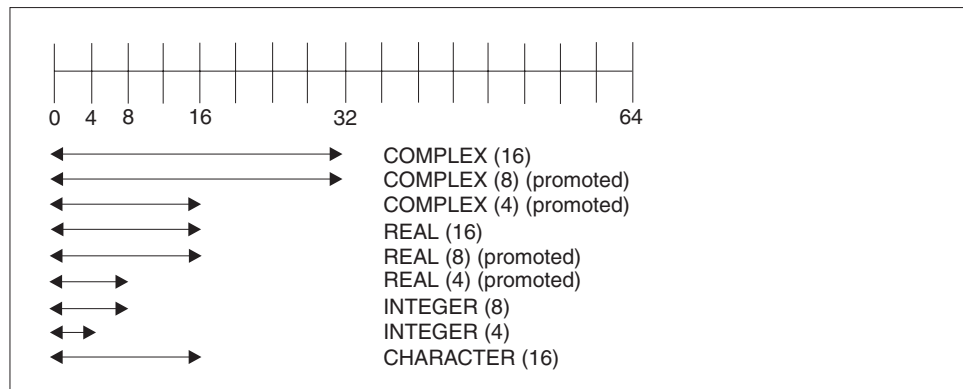 0 4 8 16 32 64
COMPLEX (16)
COMPLEX (8) (promoted)
COMPLEX (4) (promoted)
REAL (16)
REAL (8) (promoted)
REAL (4) (promoted)
INTEGER (8)
INTEGER (4)
CHARACTER (16)